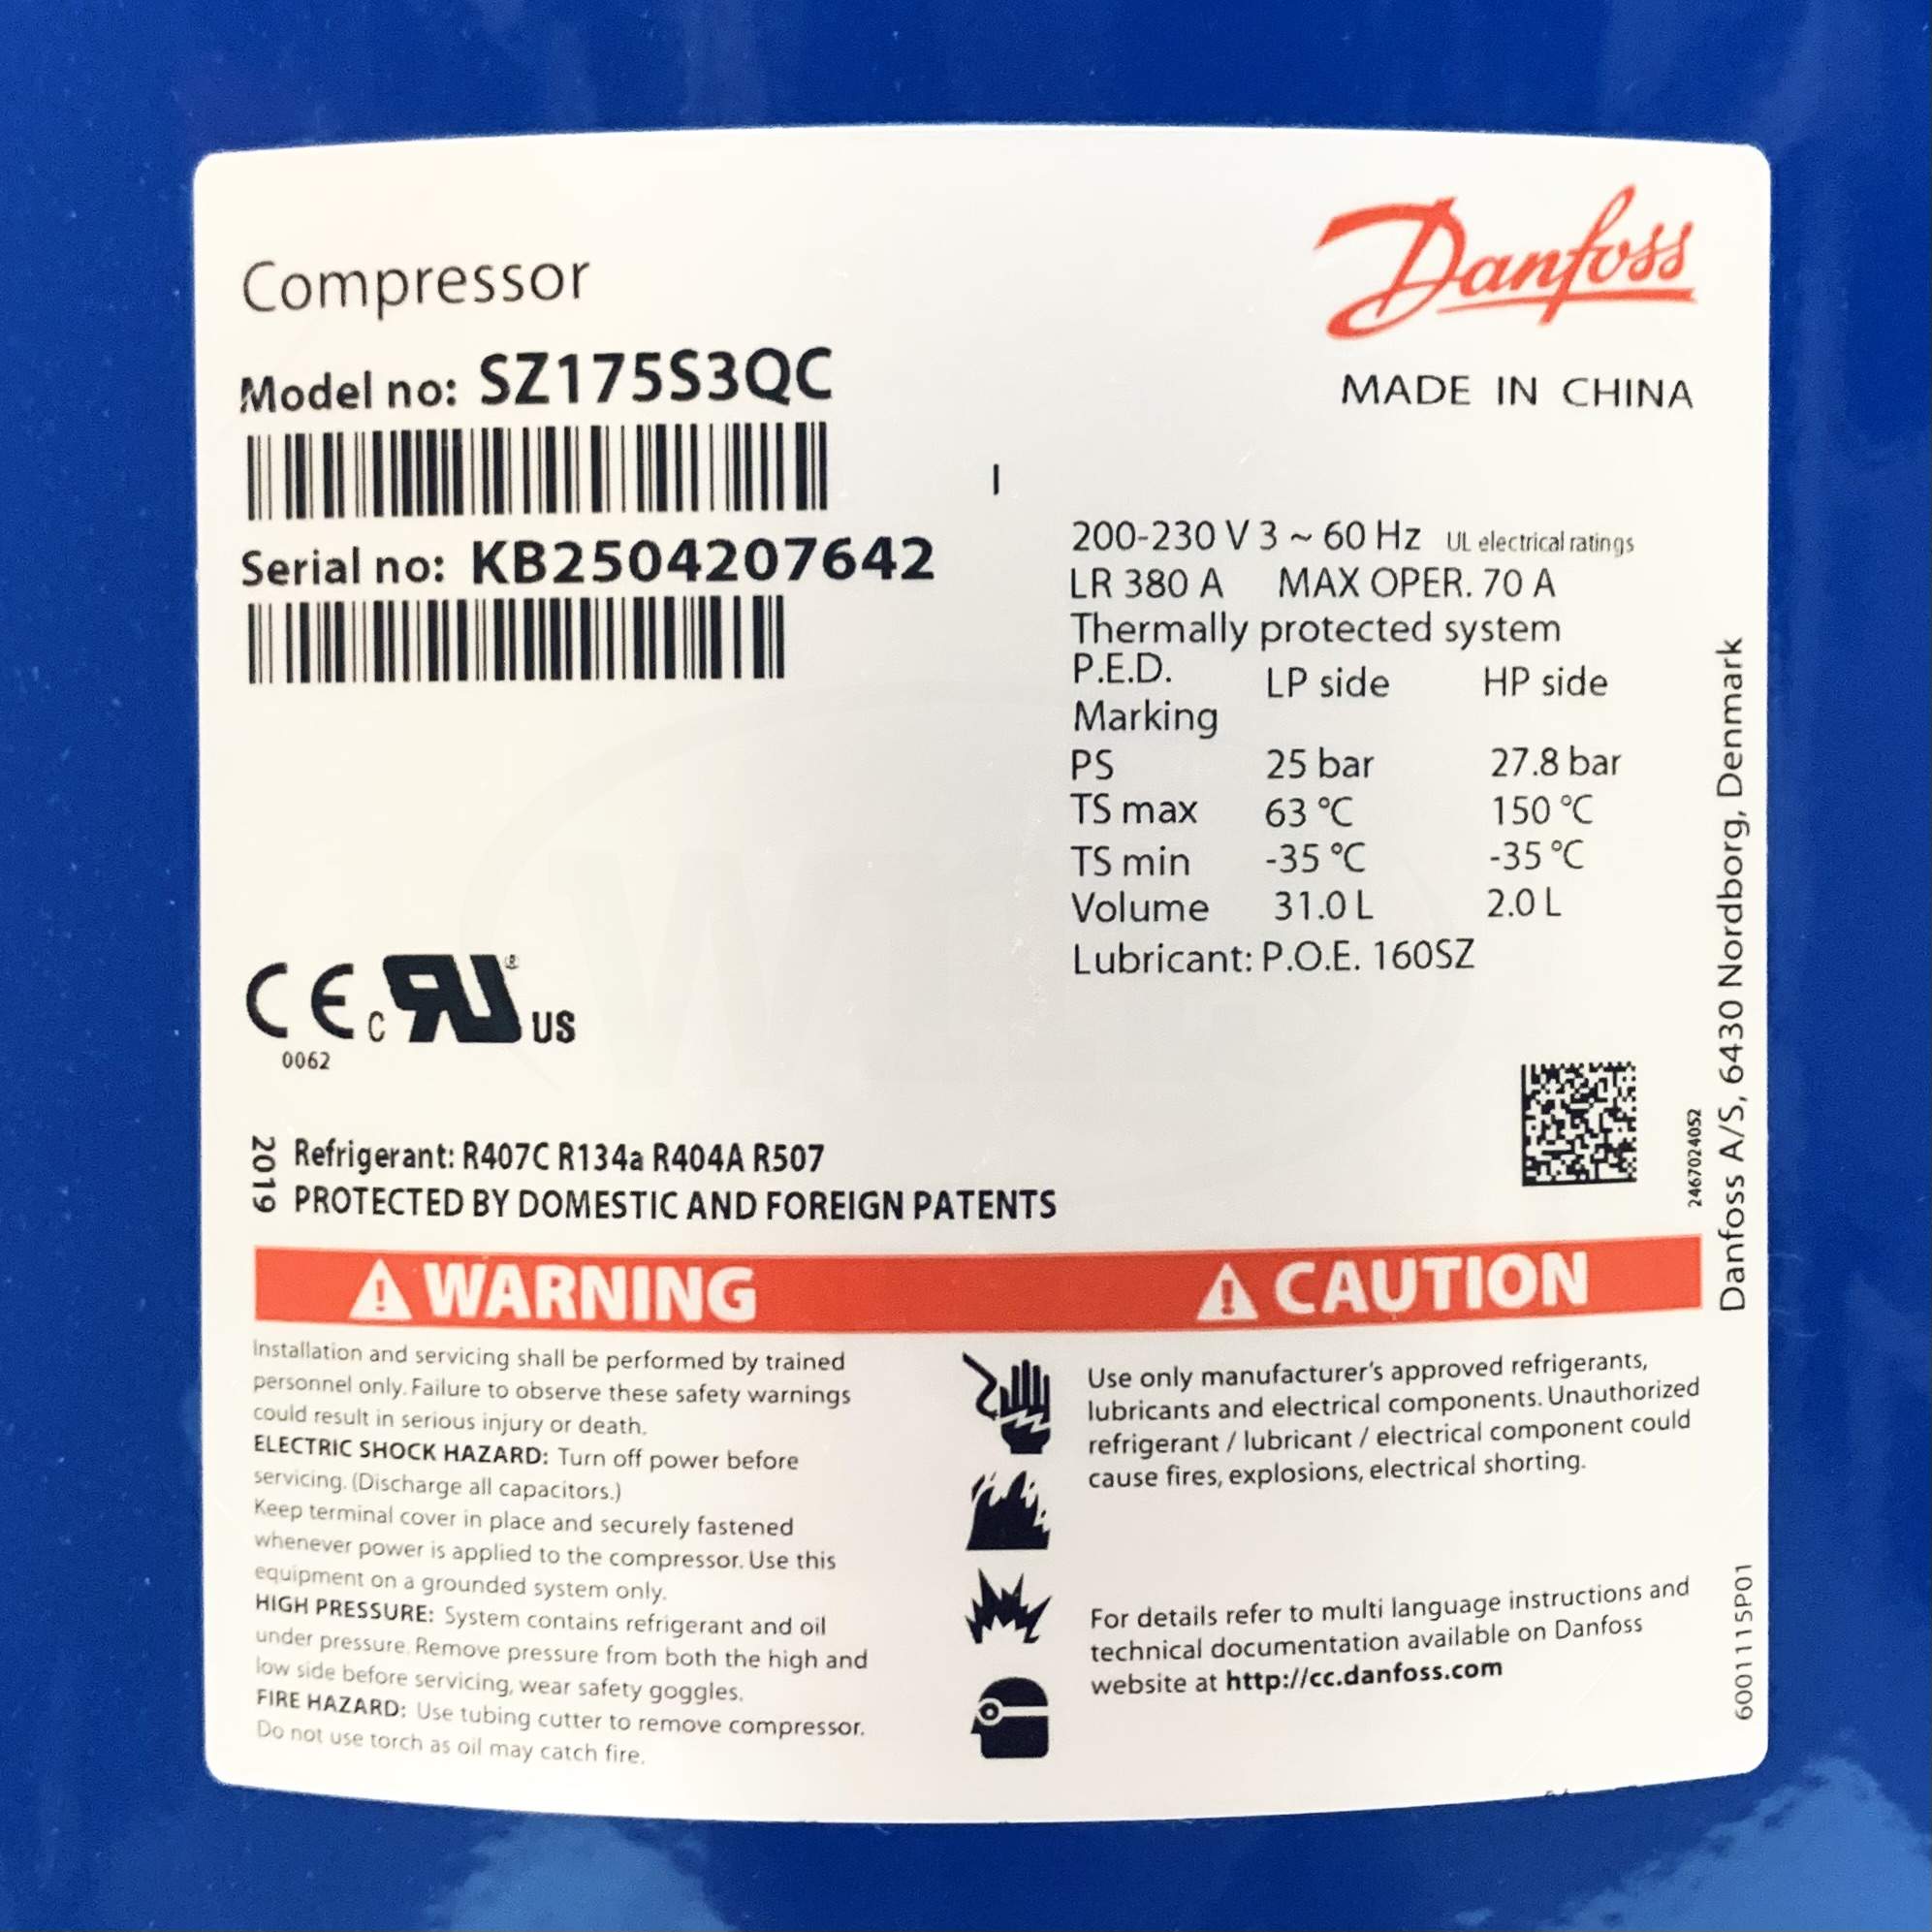 Compressor
Danfoss
Model no: SZ175S3QC
MADE IN CHINA
Serial no: KB2504207642
200-230 V 3 ~ 60 Hz UL electrical ratings
LR 380 A MAX OPER. 70 A
Thermally protected system
P.E.D. LP side HP side
Marking
PS 25 bar 27.8 bar
TS max 63 °C 150 °C
TS min -35 °C -35 °C
Volume 31.0 L 2.0 L
Lubricant: P.O.E. 160SZ
CE c RU ® US
0062
2019
Refrigerant: R407C R134a R404A R507
PROTECTED BY DOMESTIC AND FOREIGN PATENTS
2467024052
Danfoss A/S, 6430 Nordborg, Denmark
WARNING
Installation and servicing shall be performed by trained
personnel only. Failure to observe these safety warnings
could result in serious injury or death.
ELECTRIC SHOCK HAZARD: Turn off power before
servicing. (Discharge all capacitors.)
Keep terminal cover in place and securely fastened
whenever power is applied to the compressor. Use this
equipment on a grounded system only.
HIGH PRESSURE: System contains refrigerant and oil
under pressure. Remove pressure from both the high and
low side before servicing, wear safety goggles.
FIRE HAZARD: Use tubing cutter to remove compressor.
Do not use torch as oil may catch fire.
CAUTION
Use only manufacturer's approved refrigerants,
lubricants and electrical components. Unauthorized
refrigerant / lubricant / electrical component could
cause fires, explosions, electrical shorting.
For details refer to multi language instructions and
technical documentation available on Danfoss
website at http://cc.danfoss.com
6001115P01